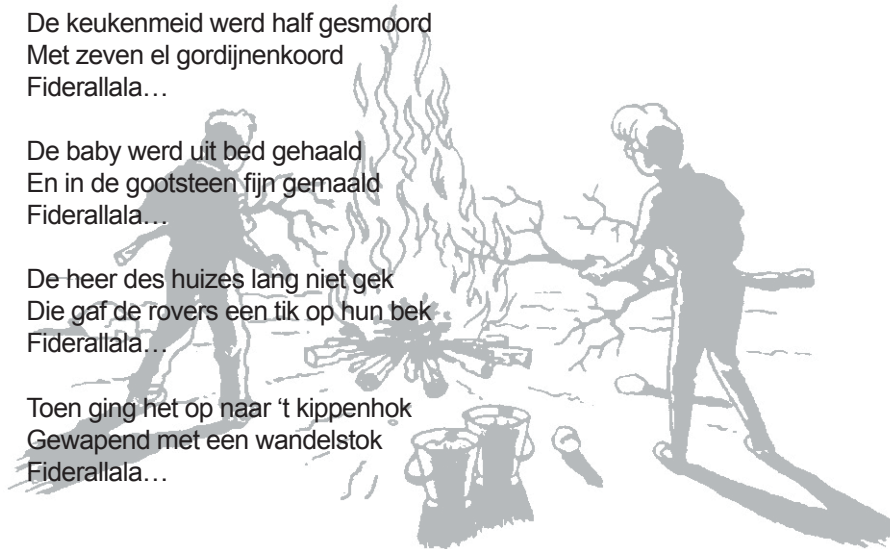 De keukenmeid werd half gesmoord
Met zeven el gordijnenkoord
Fiderallala…
De baby werd uit bed gehaald
En in de gootsteen fijn gemaald
Fiderallala…
De heer des huizes lang niet gek
Die gaf de rovers een tik op hun bek
Fiderallala…
Toen ging het op naar ‘t kippenhok
Gewapend met een wandelstok
Fiderallala…